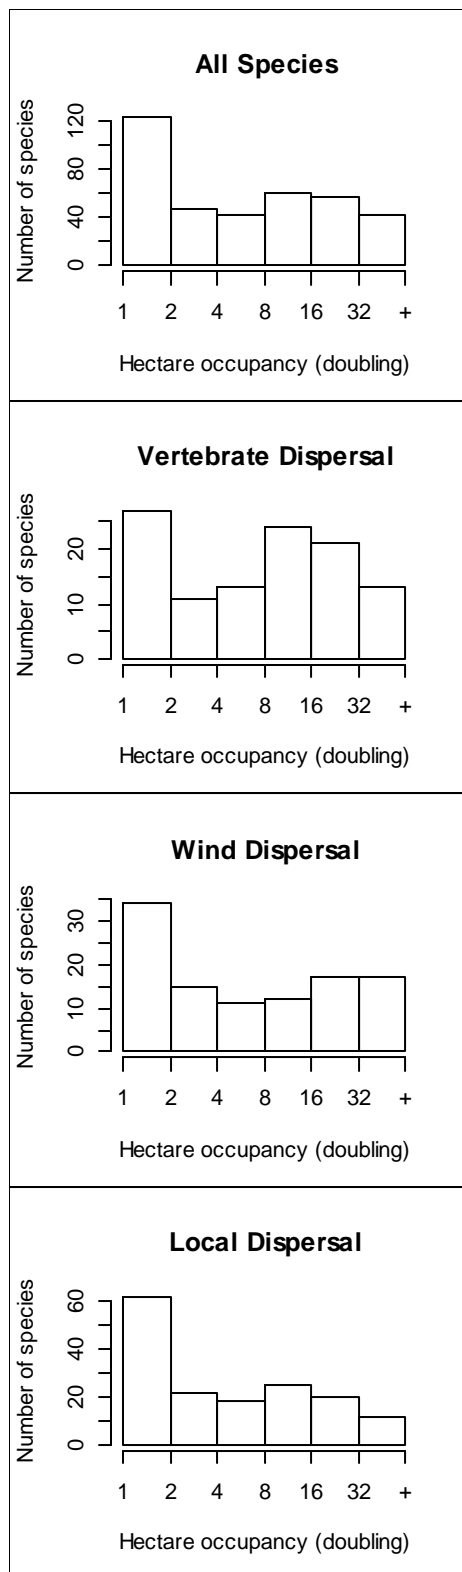 All Species
Number of species
0 40 80 120
1 2 4 8 16 32 +
Hectare occupancy (doubling)
Vertebrate Dispersal
Number of species
0 10 20
1 2 4 8 16 32 +
Hectare occupancy (doubling)
Wind Dispersal
Number of species
0 10 20 30
1 2 4 8 16 32 +
Hectare occupancy (doubling)
Local Dispersal
Number of species
0 20 40 60
1 2 4 8 16 32 +
Hectare occupancy (doubling)